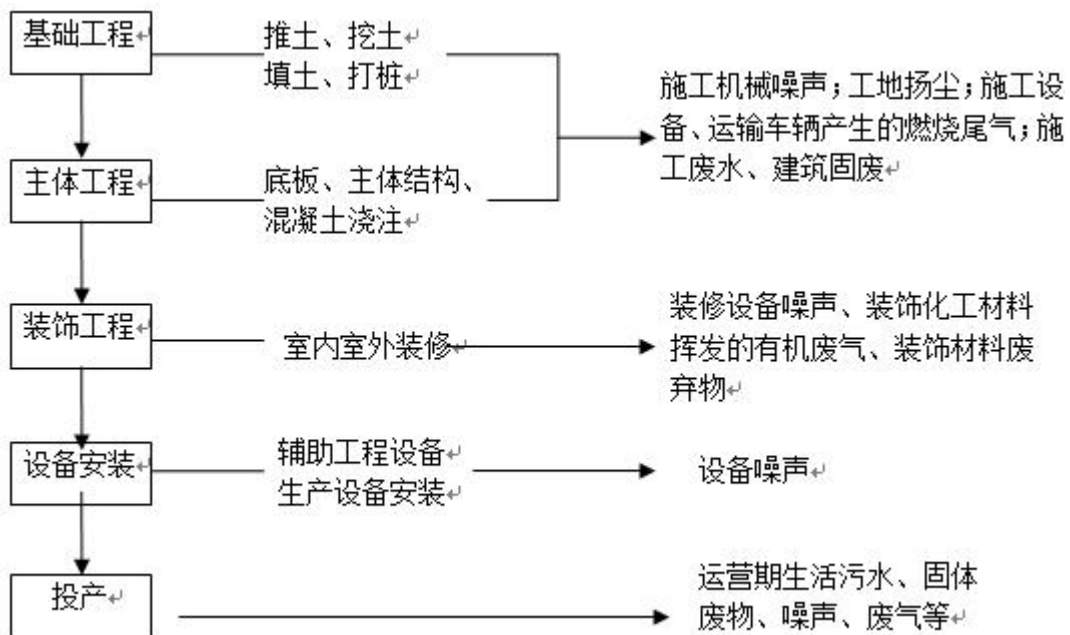 基础工程
推土、挖土
填土、打桩
施工机械噪声；工地扬尘；施工设
备、运输车辆产生的燃烧尾气；施
工废水、建筑固废
主体工程
底板、主体结构、
混凝土浇注
装饰工程
室内室外装修
装修设备噪声、装饰化工材料
挥发的有机废气、装饰材料废
弃物
设备安装
辅助工程设备
生产设备安装
设备噪声
投产
运营期生活污水、固体
废物、噪声、废气等